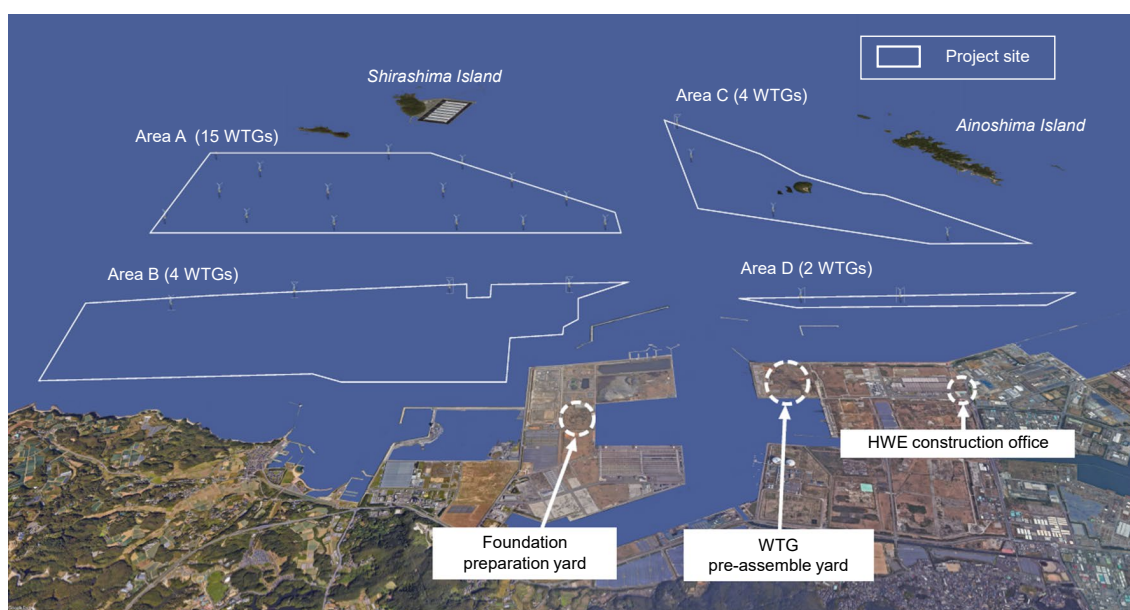 Project site
Shirashima Island
Area C (4 WTGs)
Ainoshima Island
Area A (15 WTGs)
Area B (4 WTGs)
Area D (2 WTGs)
HWE construction office
Foundation
preparation yard
WTG
pre-assemble yard